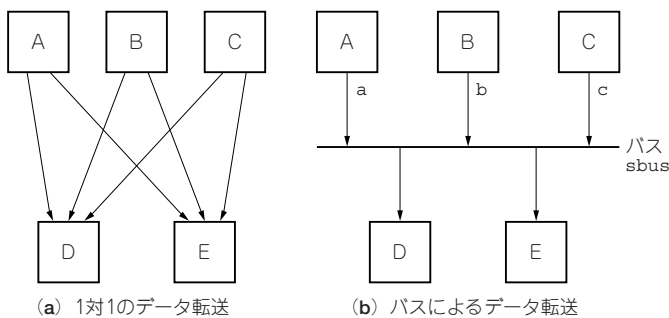 A B C
D E
(a) 1対1のデータ転送
A B C
a b c
バス
sbus
D E
(b) バスによるデータ転送